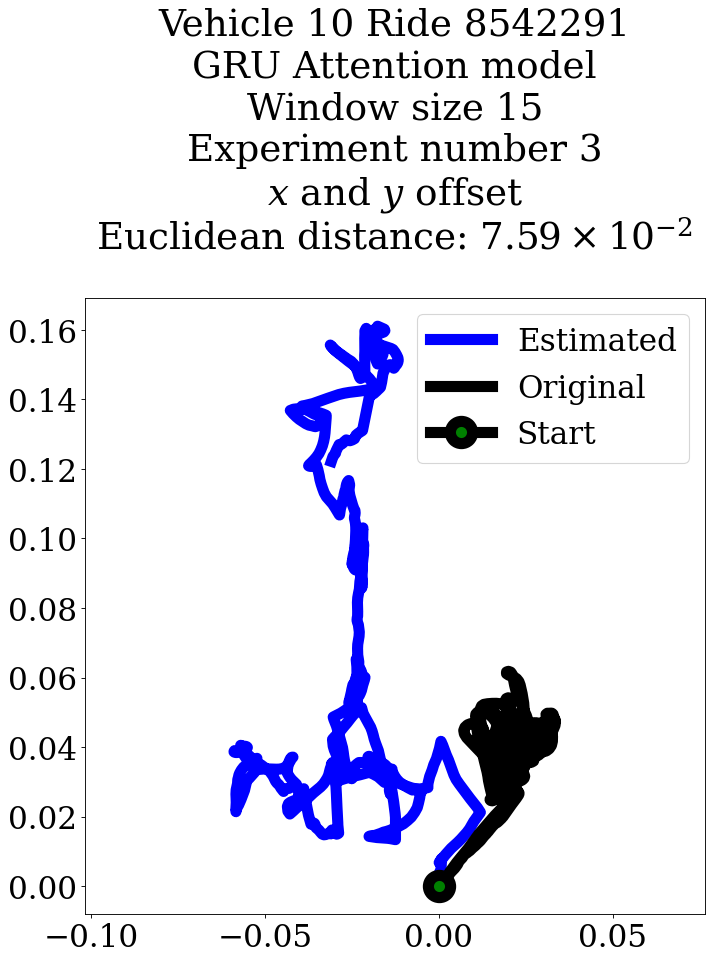 Vehicle 10 Ride 8542291
GRU Attention model
Window size 15
Experiment number 3
x and y offset
Euclidean distance: 7.59 × 10⁻²
Estimated
Original
Start
0.16
0.14
0.12
0.10
0.08
0.06
0.04
0.02
0.00
−0.10 −0.05 0.00 0.05